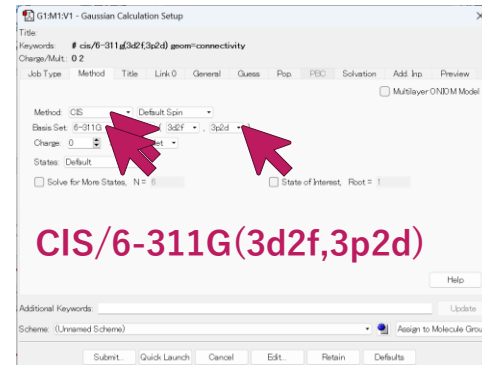 G1:M1:V1 - Gaussian Calculation Setup
Title:
Keywords: # cis/6-311g(3d2f,3p2d) geom=connectivity
Charge/Mult.: 0 2
Job Type Method Title Link 0 General Guess Pop. PBC Solvation Add. Inp. Preview
Multilayer ONIOM Model
Method: CIS Default Spin
Basis Set: 6-311G ( 3d2f , 3p2d )
Charge: 0
States: Default
Solve for More States, N = 6 State of Interest, Root = 1
CIS/6-311G(3d2f,3p2d)
Help
Additional Keywords: Update
Scheme: (Unnamed Scheme) Assign to Molecule Grou
Submit... Quick Launch Cancel Edit... Retain Defaults